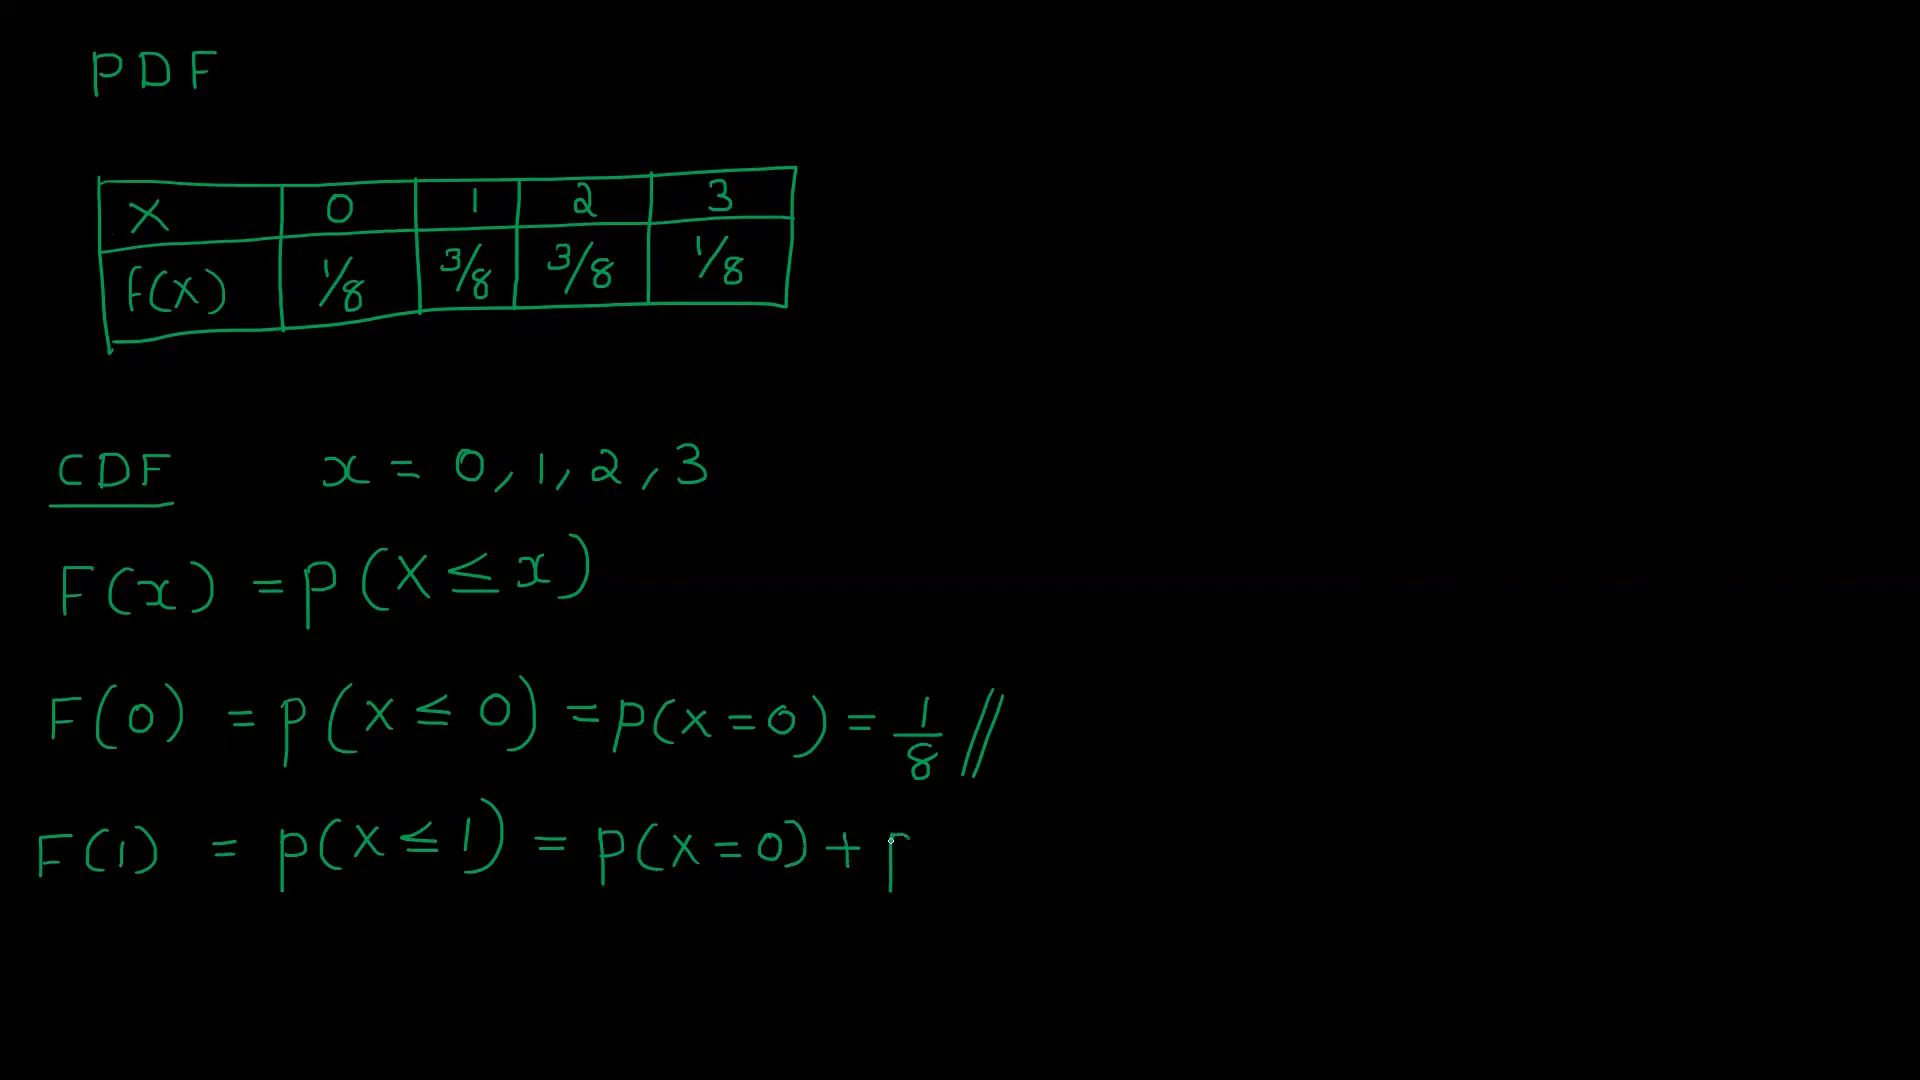 PDF
X 0 1 2 3
f(X) 1/8 3/8 3/8 1/8
CDF x = 0, 1, 2, 3
F(x) = P(X ≤ x)
F(0) = P(X ≤ 0) = P(X = 0) = 1/8 //
F(1) = P(X ≤ 1) = P(X = 0) + P